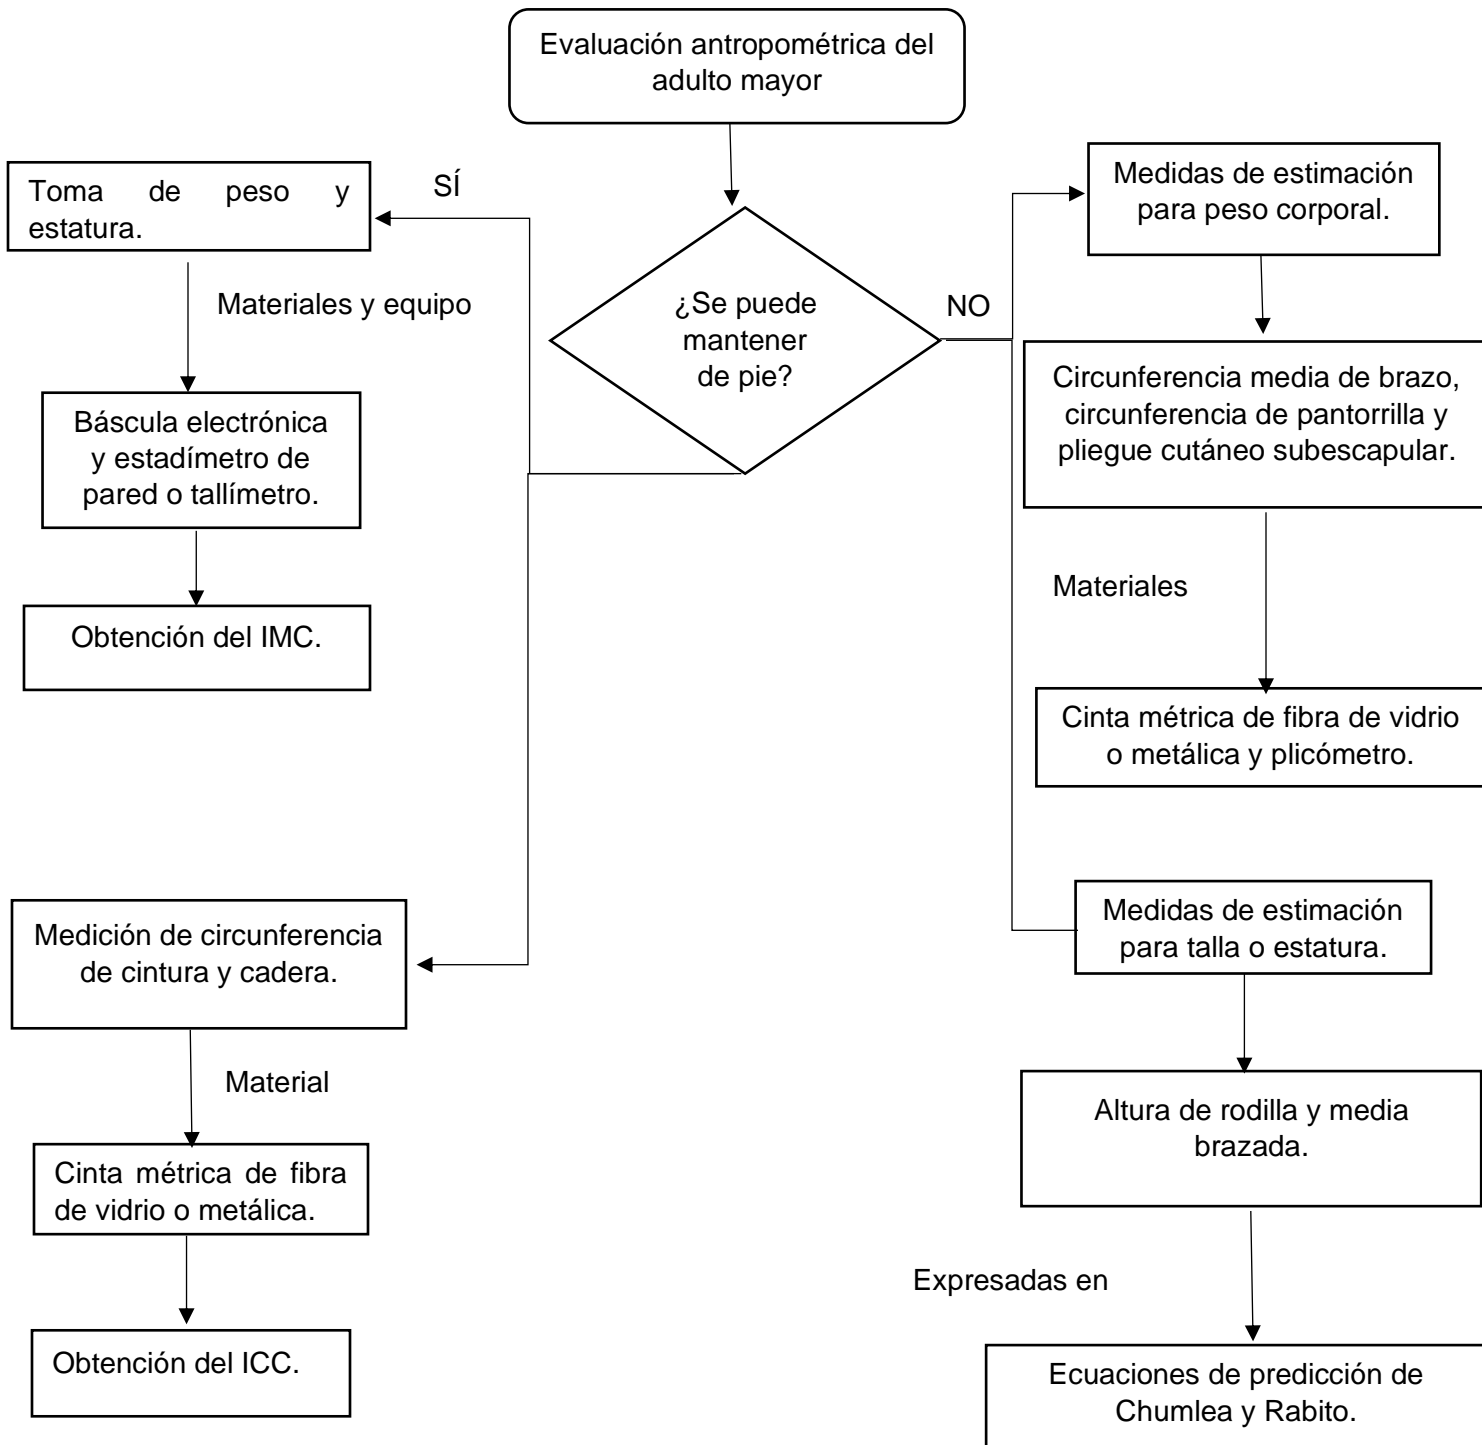 Evaluación antropométrica del
adulto mayor
¿Se puede
mantener
de pie?
SÍ
Toma de peso y
estatura.
Materiales y equipo
Báscula electrónica
y estadímetro de
pared o tallímetro.
Obtención del IMC.
Medición de circunferencia
de cintura y cadera.
Material
Cinta métrica de fibra
de vidrio o metálica.
Obtención del ICC.
NO
Medidas de estimación
para peso corporal.
Circunferencia media de brazo,
circunferencia de pantorrilla y
pliegue cutáneo subescapular.
Materiales
Cinta métrica de fibra de vidrio
o metálica y plicómetro.
Medidas de estimación
para talla o estatura.
Altura de rodilla y media
brazada.
Expresadas en
Ecuaciones de predicción de
Chumlea y Rabito.